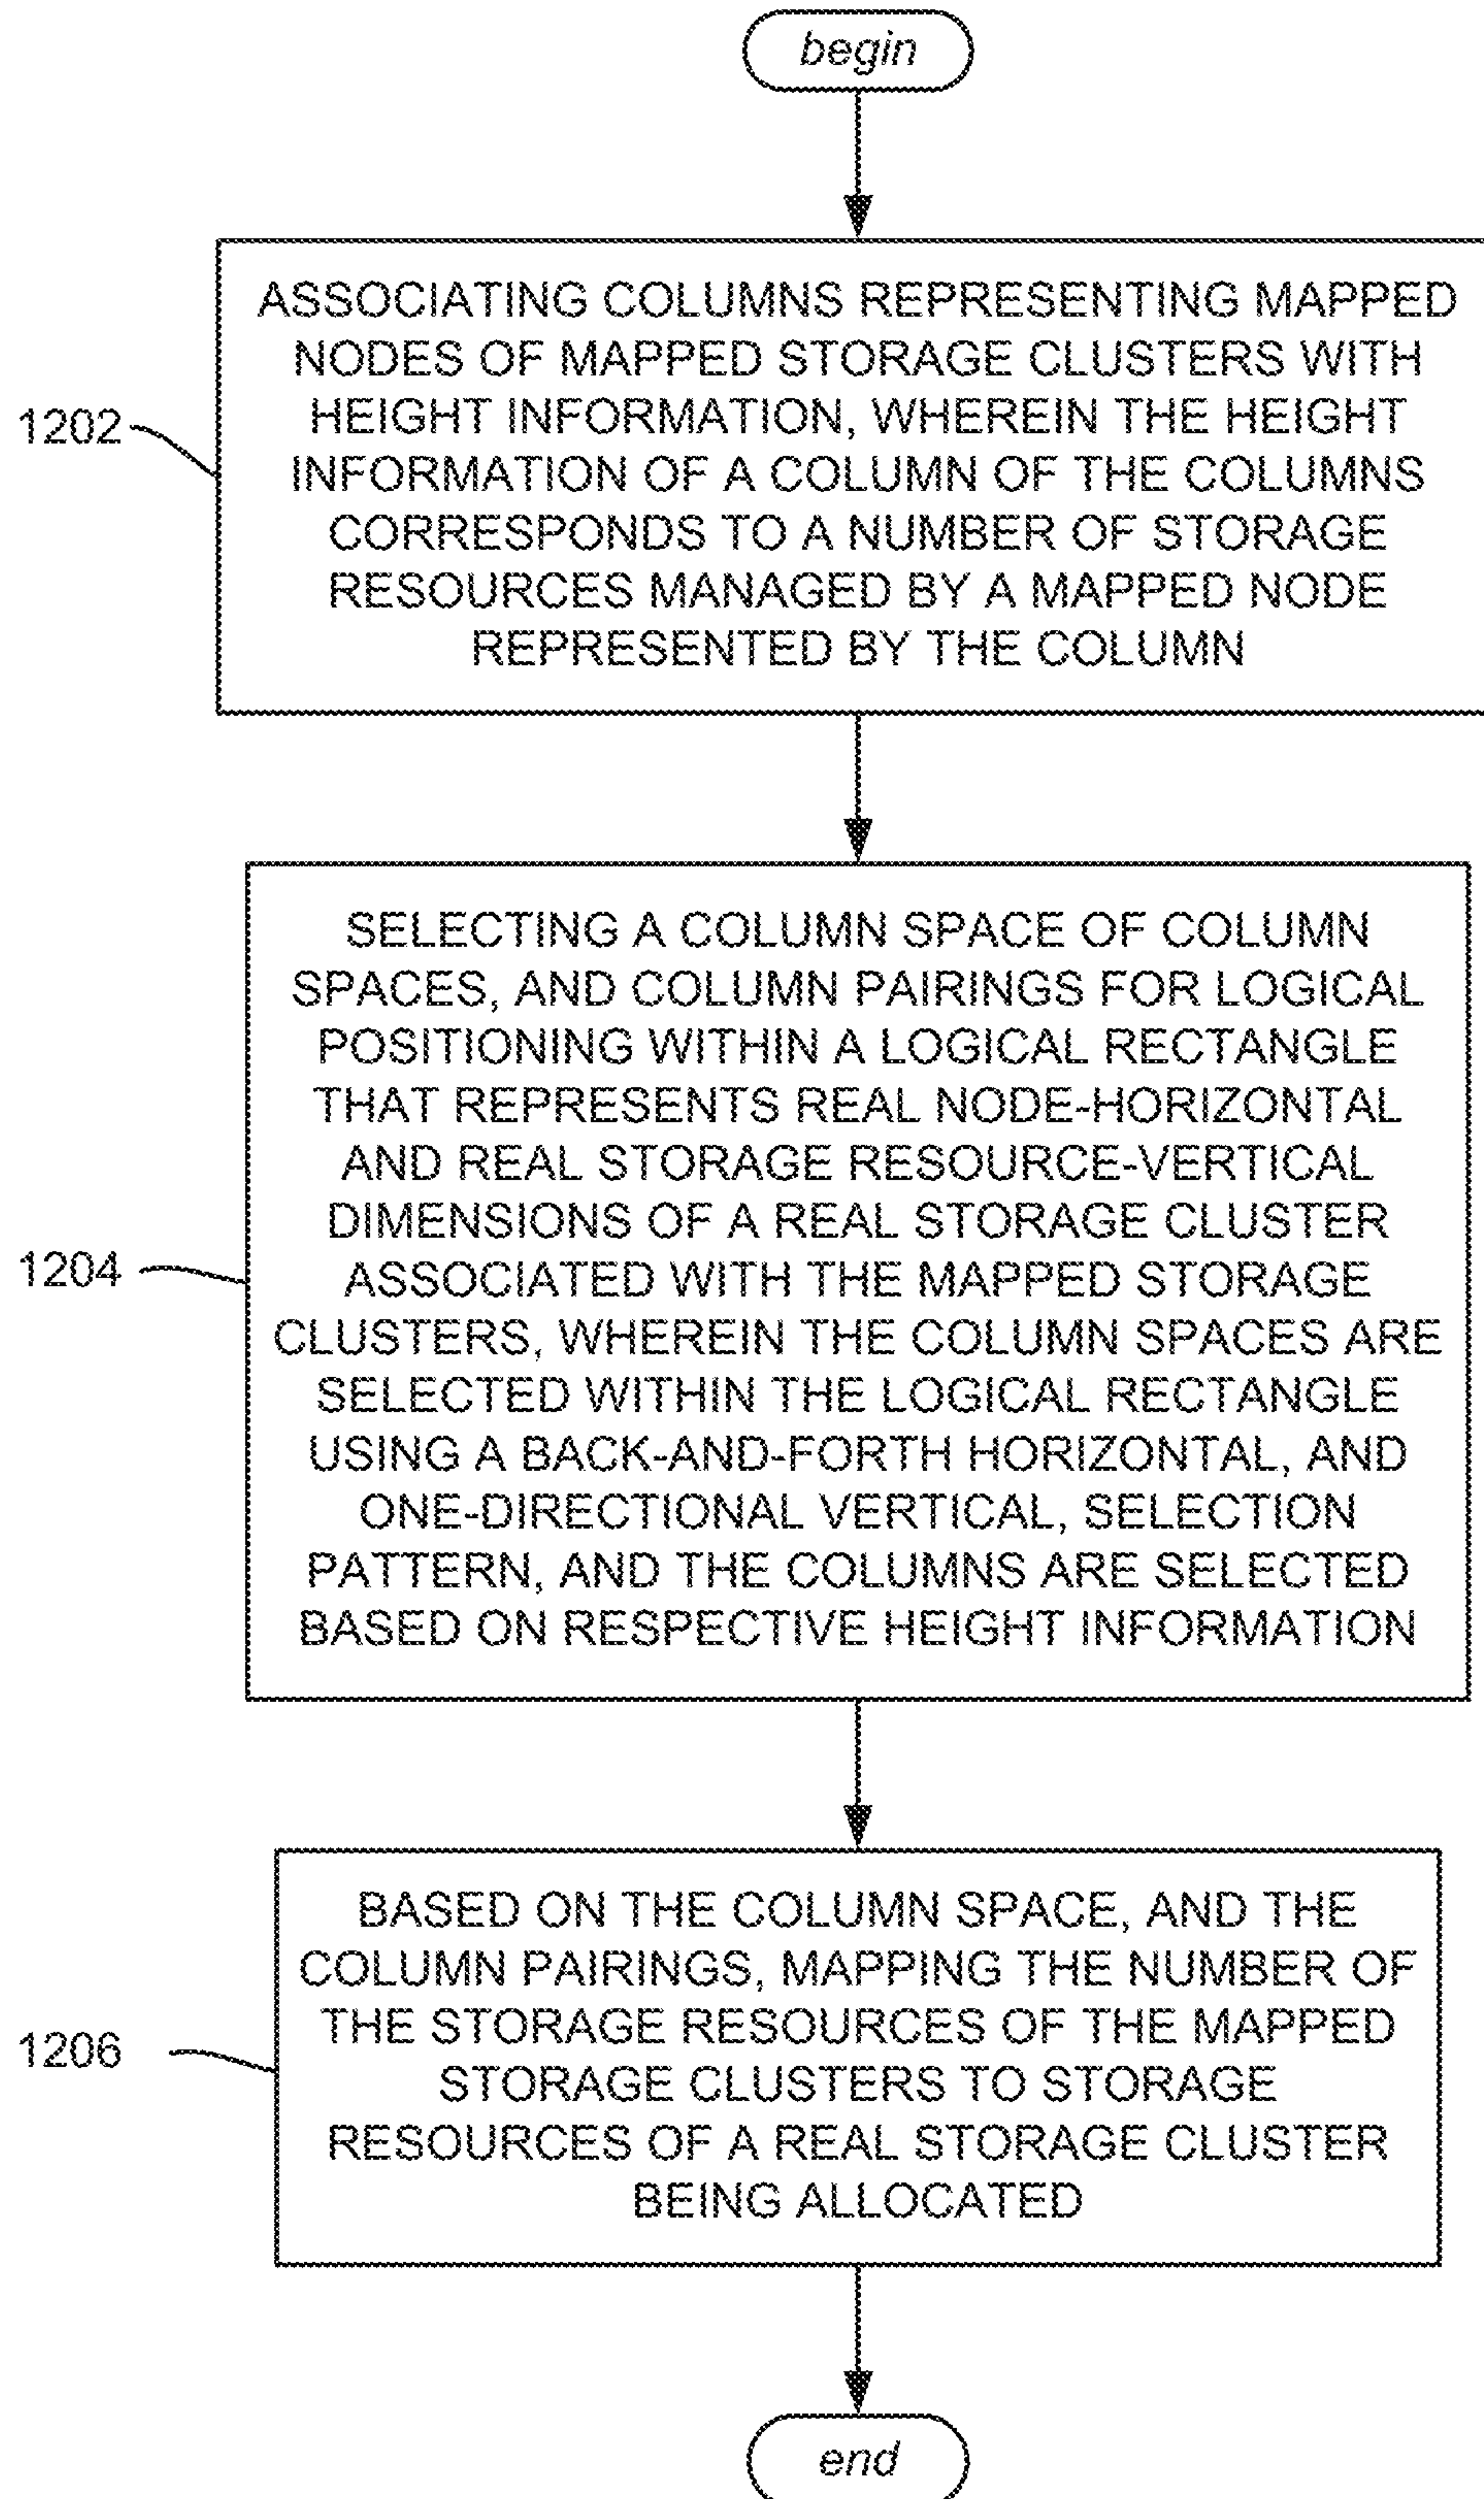 begin
ASSOCIATING COLUMNS REPRESENTING MAPPED
NODES OF MAPPED STORAGE CLUSTERS WITH
HEIGHT INFORMATION, WHEREIN THE HEIGHT
INFORMATION OF A COLUMN OF THE COLUMNS
CORRESPONDS TO A NUMBER OF STORAGE
RESOURCES MANAGED BY A MAPPED NODE
REPRESENTED BY THE COLUMN
1202
SELECTING A COLUMN SPACE OF COLUMN
SPACES, AND COLUMN PAIRINGS FOR LOGICAL
POSITIONING WITHIN A LOGICAL RECTANGLE
THAT REPRESENTS REAL NODE-HORIZONTAL
AND REAL STORAGE RESOURCE-VERTICAL
DIMENSIONS OF A REAL STORAGE CLUSTER
ASSOCIATED WITH THE MAPPED STORAGE
CLUSTERS, WHEREIN THE COLUMN SPACES ARE
SELECTED WITHIN THE LOGICAL RECTANGLE
USING A BACK-AND-FORTH HORIZONTAL, AND
ONE-DIRECTIONAL VERTICAL, SELECTION
PATTERN, AND THE COLUMNS ARE SELECTED
BASED ON RESPECTIVE HEIGHT INFORMATION
1204
BASED ON THE COLUMN SPACE, AND THE
COLUMN PAIRINGS, MAPPING THE NUMBER OF
THE STORAGE RESOURCES OF THE MAPPED
STORAGE CLUSTERS TO STORAGE
RESOURCES OF A REAL STORAGE CLUSTER
BEING ALLOCATED
1206
end